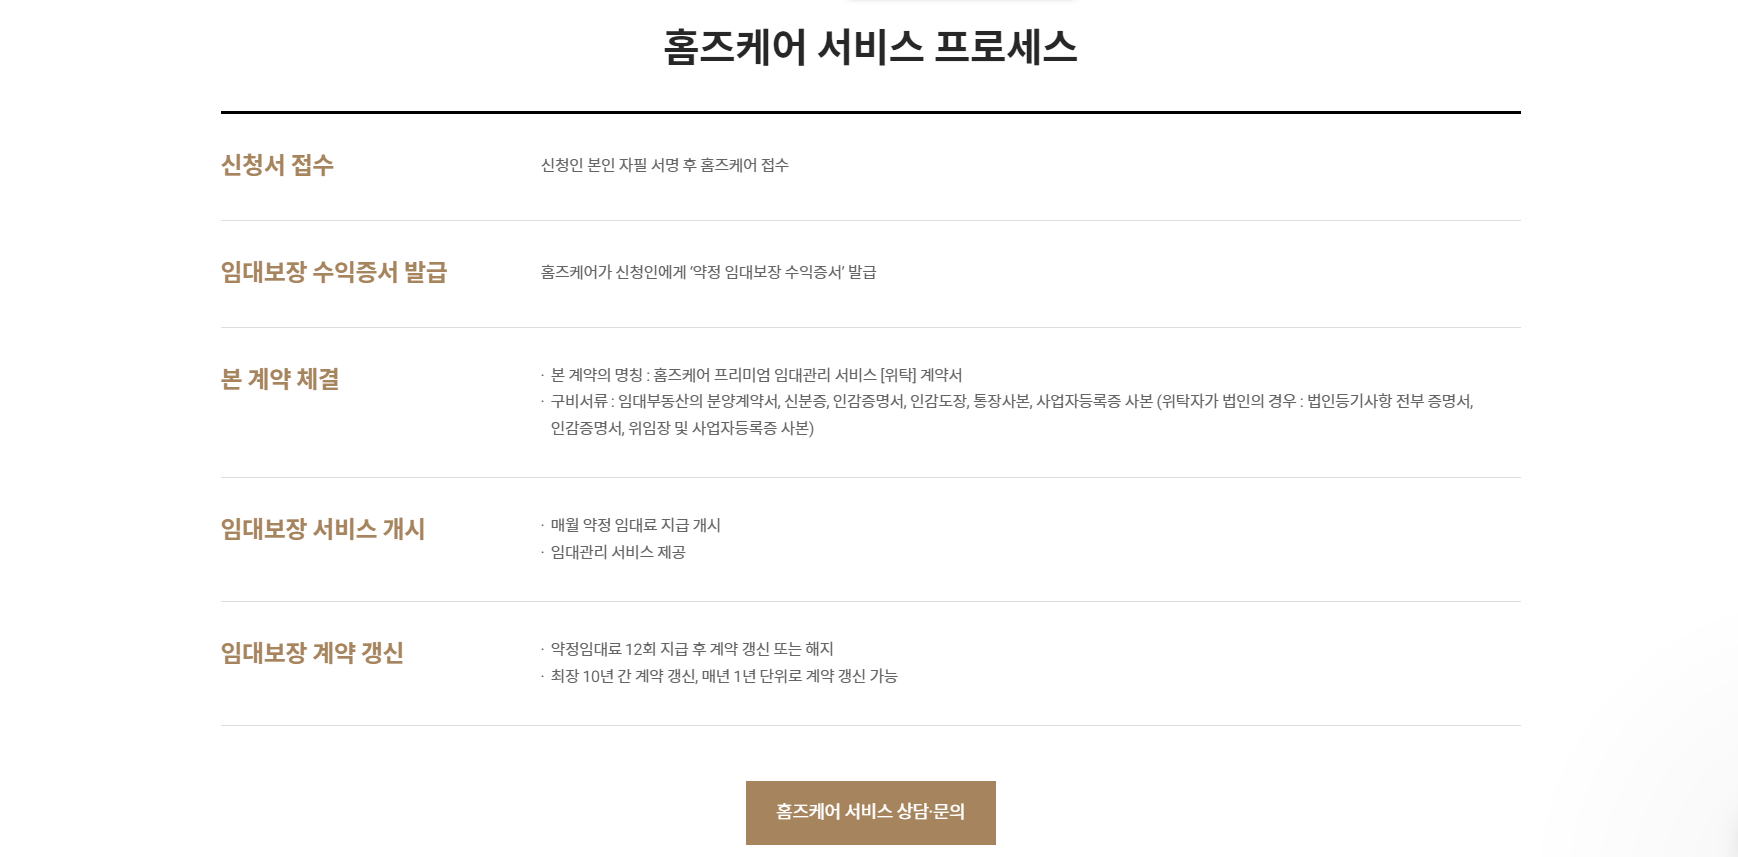 홈즈케어 서비스 프로세스
신청서 접수
신청인 본인 자필 서명 후 홈즈케어 접수
임대보장 수익증서 발급
홈즈케어가 신청인에게 ‘약정 임대보장 수익증서’ 발급
본 계약 체결
· 본 계약의 명칭 : 홈즈케어 프리미엄 임대관리 서비스 [위탁] 계약서
· 구비서류 : 임대부동산의 분양계약서, 신분증, 인감증명서, 인감도장, 통장사본, 사업자등록증 사본 (위탁자가 법인의 경우 : 법인등기사항 전부 증명서,
인감증명서, 위임장 및 사업자등록증 사본)
임대보장 서비스 개시
· 매월 약정 임대료 지급 개시
· 임대관리 서비스 제공
임대보장 계약 갱신
· 약정임대료 12회 지급 후 계약 갱신 또는 해지
· 최장 10년 간 계약 갱신, 매년 1년 단위로 계약 갱신 가능
홈즈케어 서비스 상담·문의